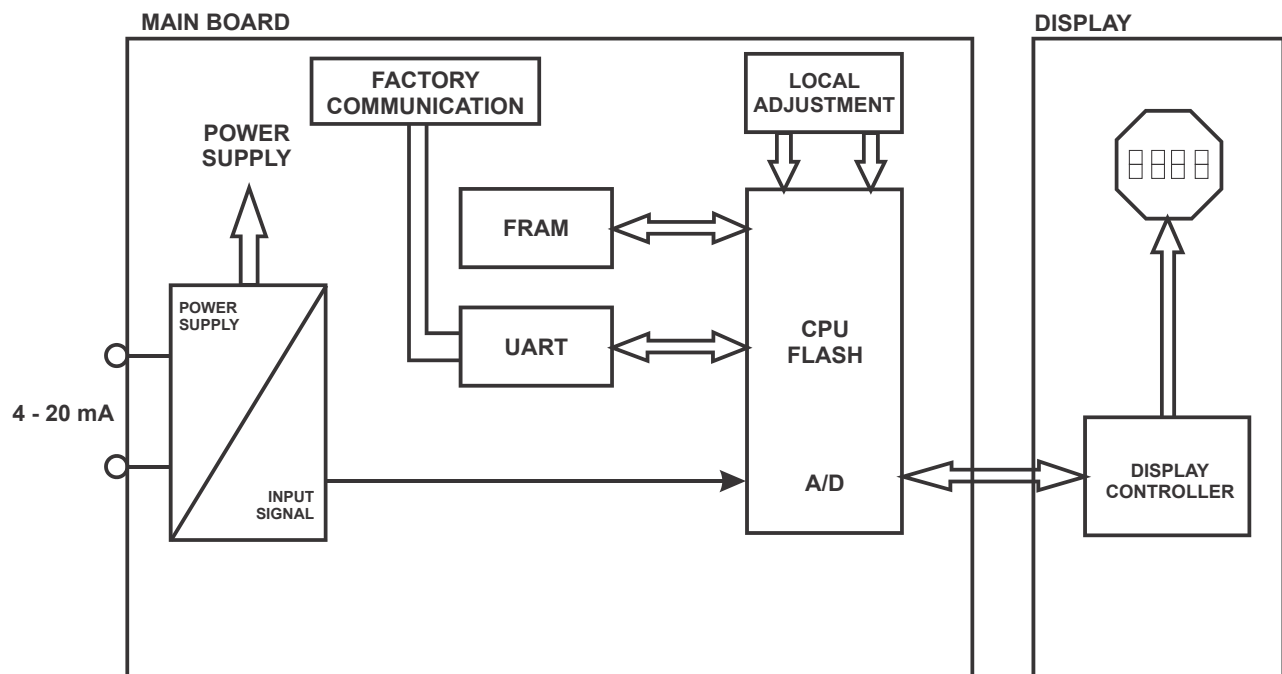 MAIN BOARD
DISPLAY
FACTORY
COMMUNICATION
LOCAL
ADJUSTMENT
POWER
SUPPLY
FRAM
POWER
SUPPLY
UART
CPU
FLASH
4 - 20 mA
INPUT
SIGNAL
A/D
DISPLAY
CONTROLLER